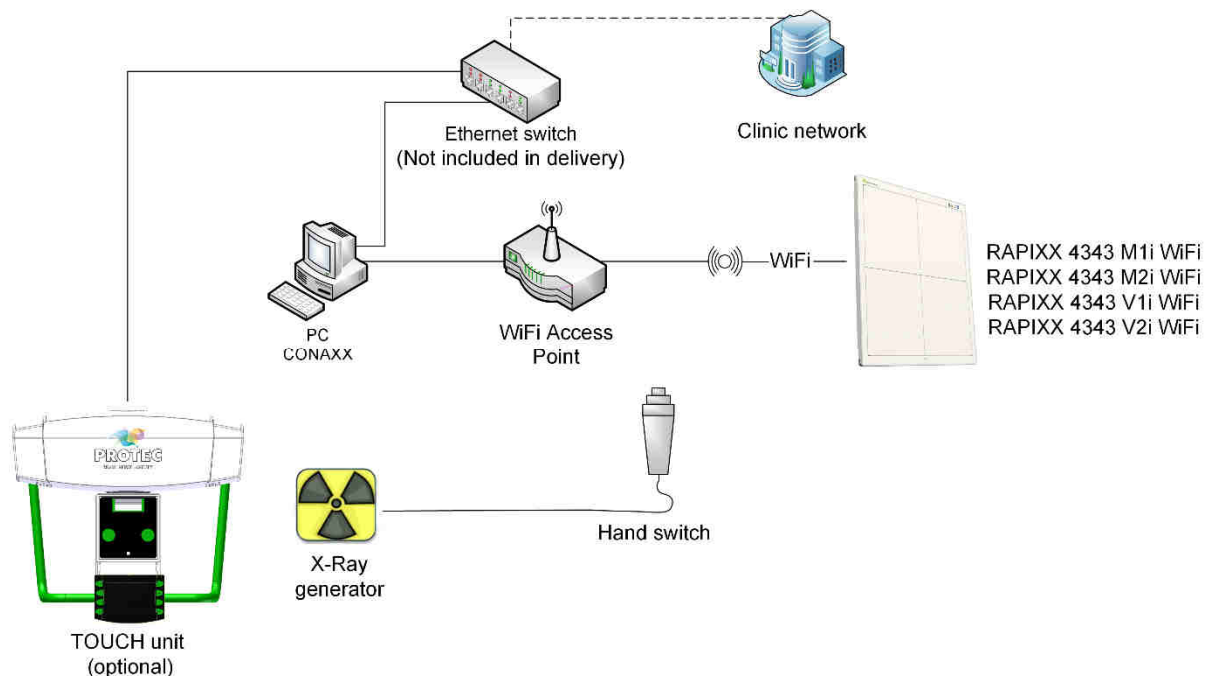 Ethernet switch
(Not included in delivery)
Clinic network
WiFi
RAPIXX 4343 M1i WiFi
RAPIXX 4343 M2i WiFi
RAPIXX 4343 V1i WiFi
RAPIXX 4343 V2i WiFi
PC
CONAXX
WiFi Access
Point
PROTEC
Hand switch
X-Ray
generator
TOUCH unit
(optional)